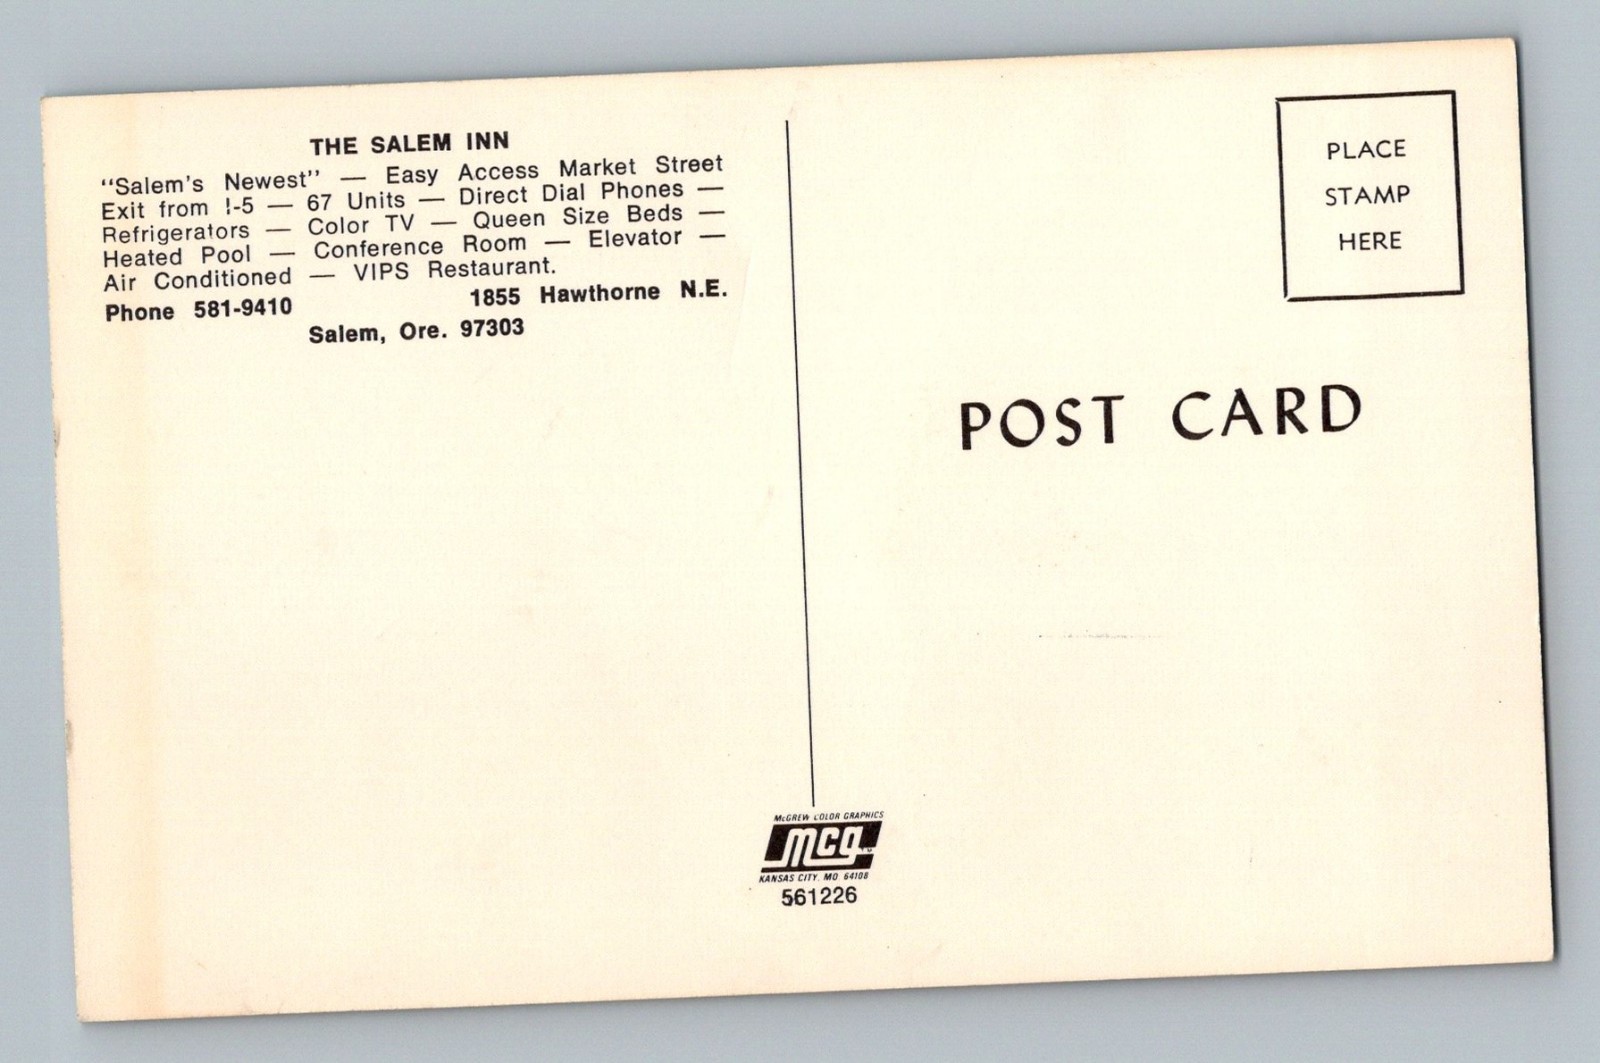 THE SALEM INN
“Salem's Newest” — Easy Access Market Street
Exit from I-5 — 67 Units — Direct Dial Phones —
Refrigerators — Color TV — Queen Size Beds —
Heated Pool — Conference Room — Elevator —
Air Conditioned — VIPS Restaurant.
Phone 581-9410 1855 Hawthorne N.E.
Salem, Ore. 97303
PLACE
STAMP
HERE
POST CARD
McGREW COLOR GRAPHICS
mcg TM
KANSAS CITY, MO 64108
561226